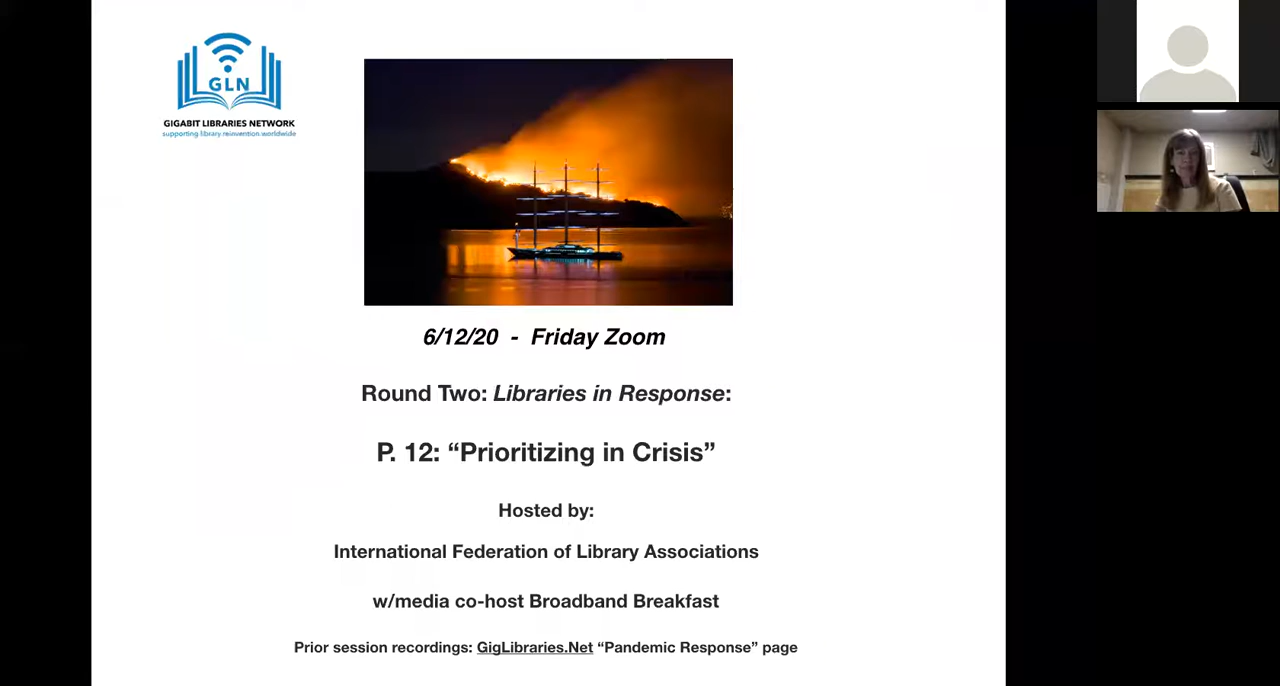 GLN
GIGABIT LIBRARIES NETWORK
supporting library reinvention worldwide
6/12/20 - Friday Zoom
Round Two: Libraries in Response:
P. 12: “Prioritizing in Crisis”
Hosted by:
International Federation of Library Associations
w/media co-host Broadband Breakfast
Prior session recordings: GigLibraries.Net “Pandemic Response” page